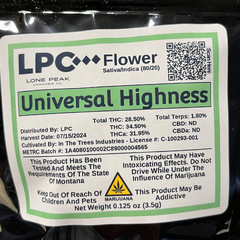 LPC Flower
LONE PEAK
CANNABIS CO.
Sativa/Indica (80/20)
Universal Highness
Total THC: 28.50%
Total Terps: 1.80%
THC: 34.50%
CBD: ND
THCa: 31.95%
CBDa: ND
Distributed By: LPC
Harvest Date: 07/15/2024
Cultivated By: In The Trees Industries - License #: C-100293-001
METRC Batch #: 1A4080100002C89000004565
This Product Has Been
Tested and Meets the
Requirements Of The State
Of Montana
This Product May Have
Intoxicating Effects. Do Not
Drive While Under The
Influence Of Marijuana
Keep Out Of Reach Of
Children And Pets
MARIJUANA
This Product May be
Addictive
Net Weight 0.125 oz (3.5g)